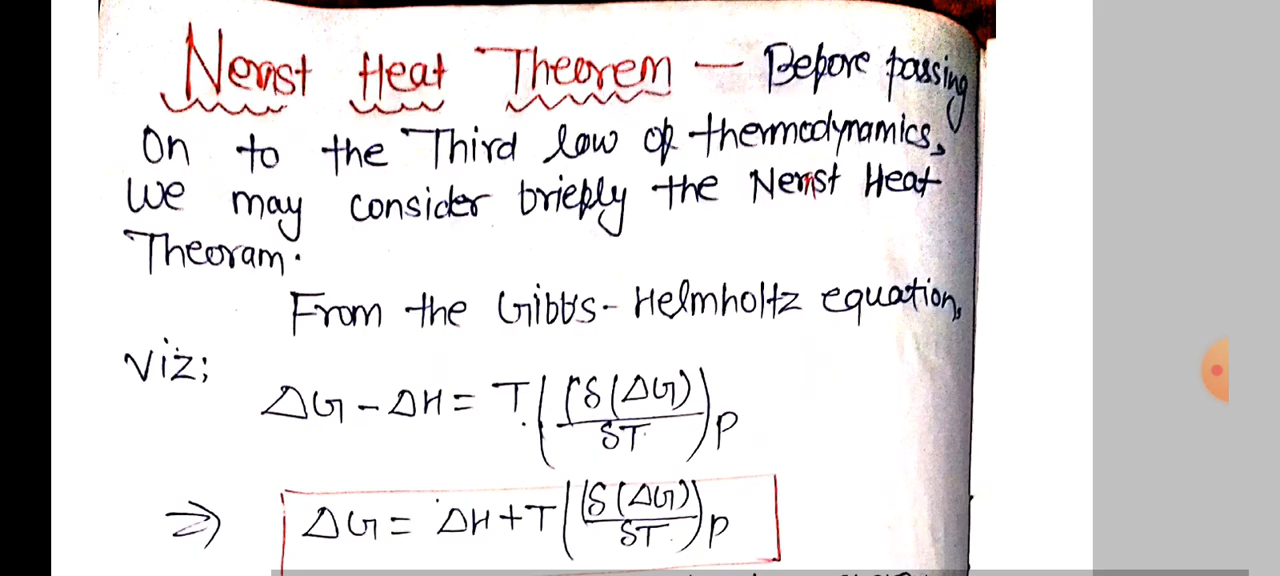 Nernst Heat Theorem — Before passing
On to the Third law of thermodynamics,
We may consider briefly the Nernst Heat
Theoram.
From the Gibbs-Helmholtz equation,
Viz;
ΔG - ΔH = T ((δ(ΔG))/δT)P
⇒ ΔG = ΔH + T ((δ(ΔG))/δT)P